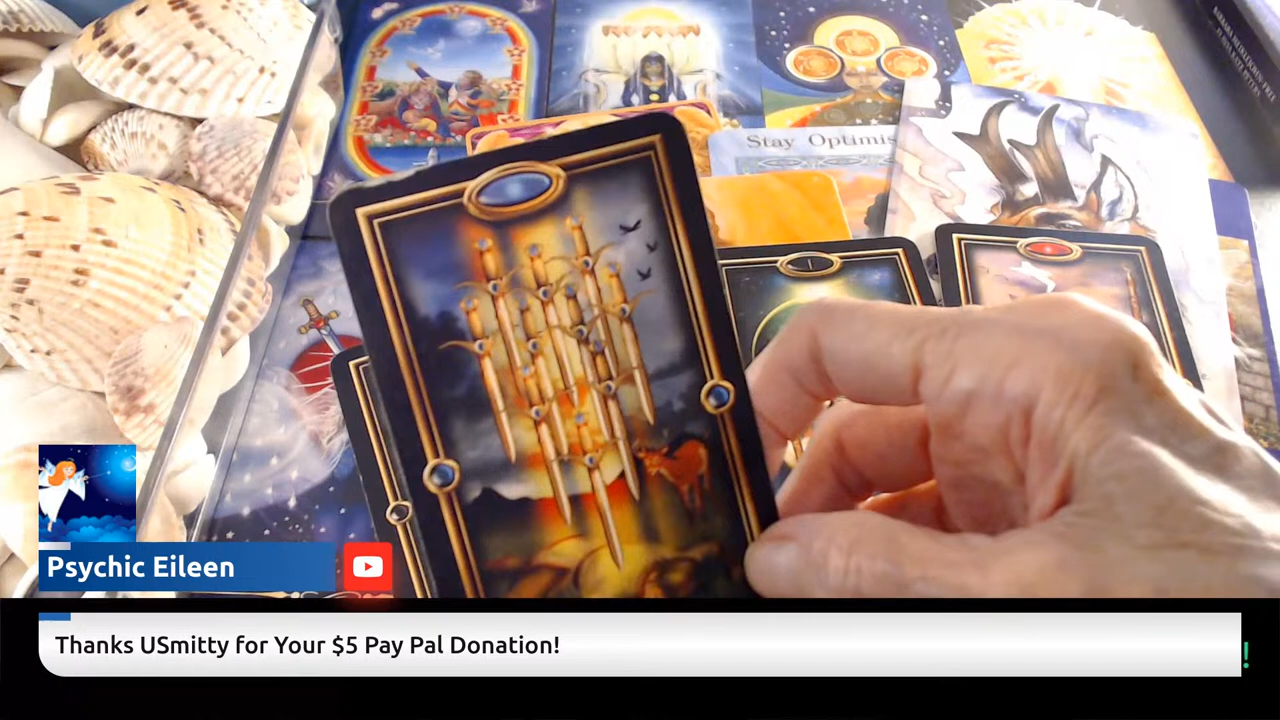 Stay Optimis
I
Psychic Eileen
Thanks USmitty for Your $5 Pay Pal Donation!
!